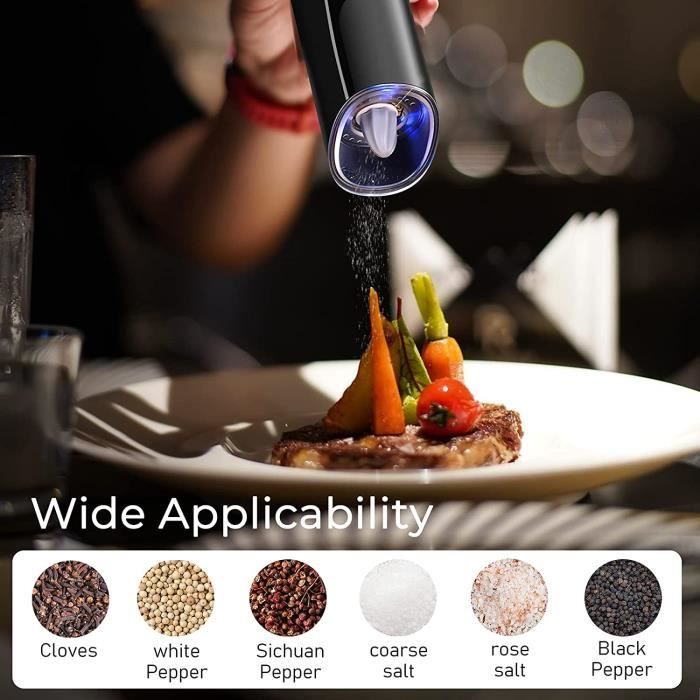 Wide Applicability
Cloves
white
Pepper
Sichuan
Pepper
coarse
salt
rose
salt
Black
Pepper